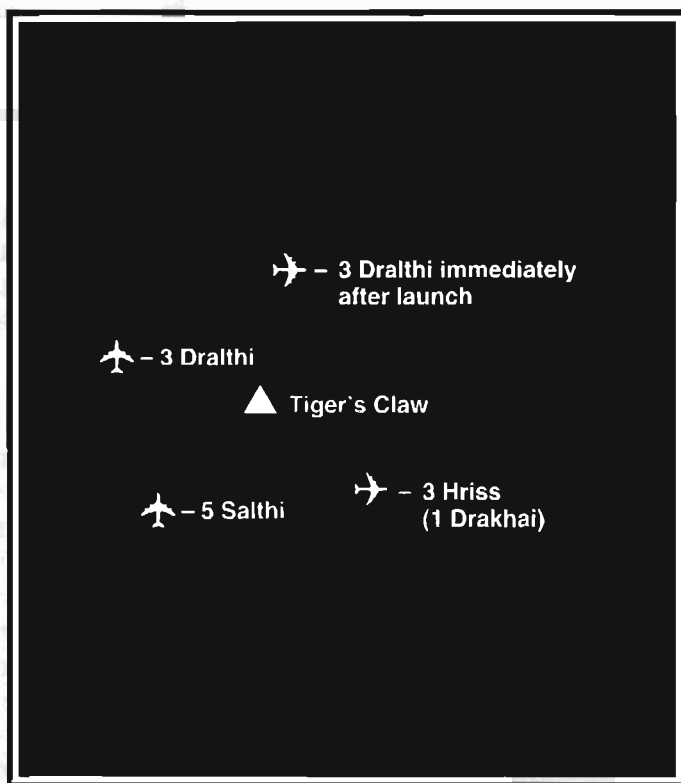 – 3 Dralthi immediately
after launch
– 3 Dralthi
Tiger's Claw
– 3 Hriss
(1 Drakhai)
– 5 Salthi